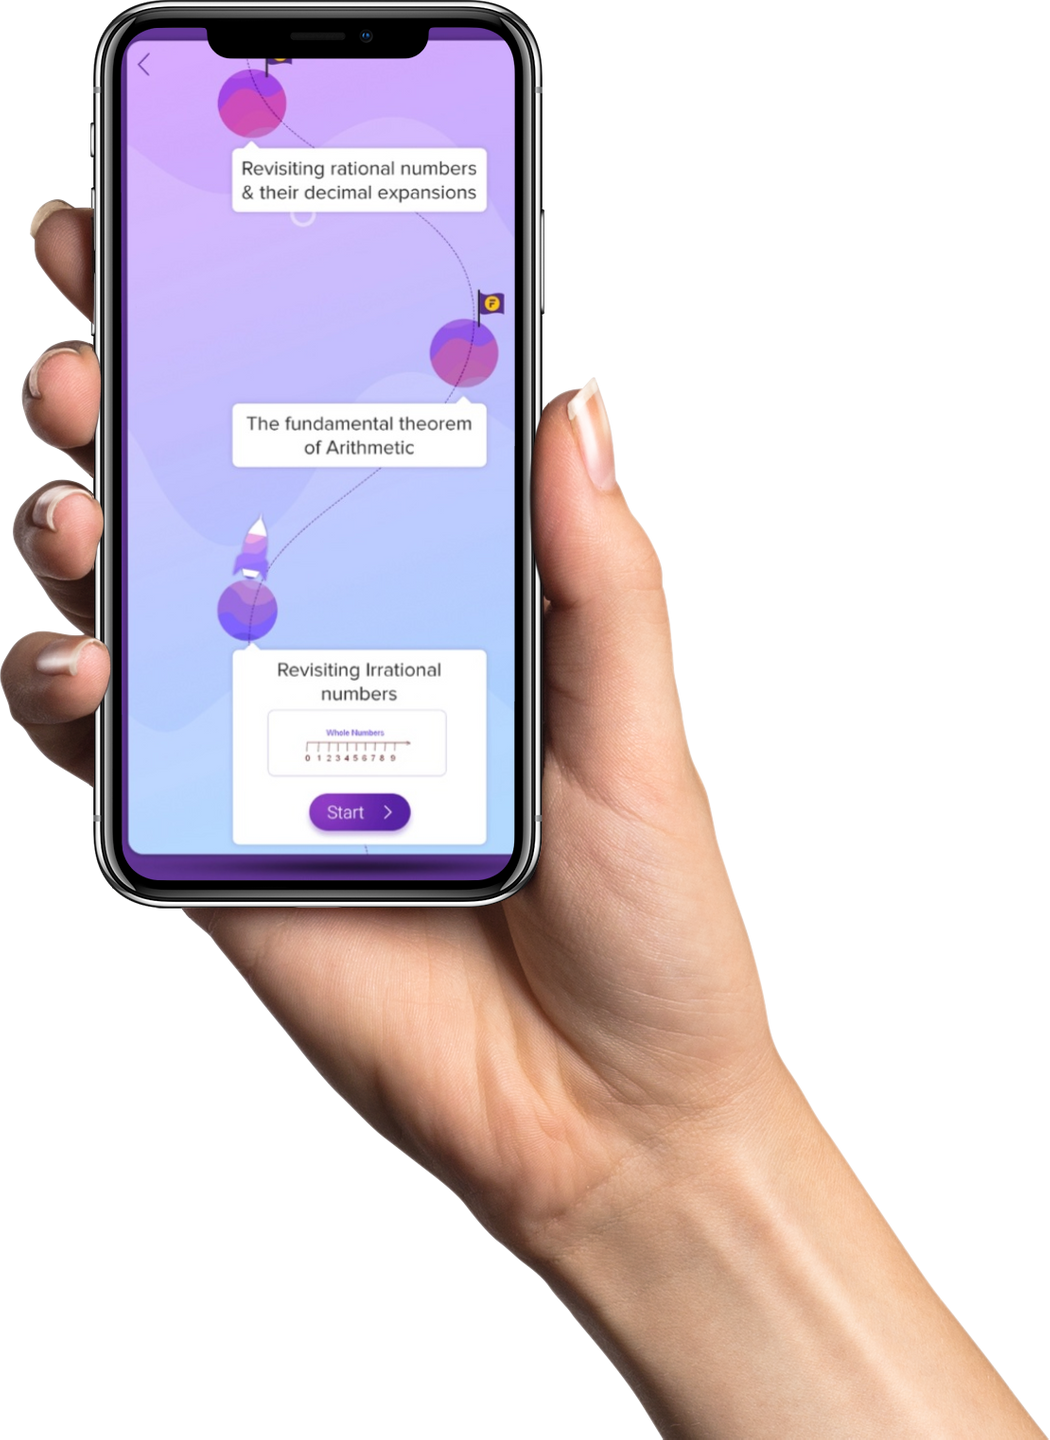 Revisiting rational numbers
& their decimal expansions
F
The fundamental theorem
of Arithmetic
Revisiting Irrational
numbers
Whole Numbers
0 1 2 3 4 5 6 7 8 9
Start